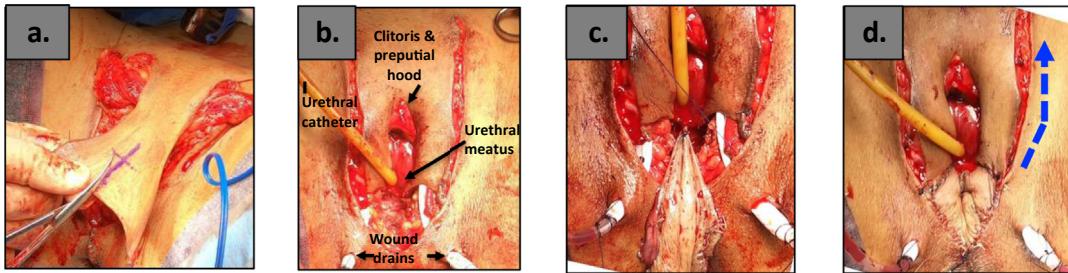 a.
b.
Clitoris &
preputial
hood
Urethral
catheter
Urethral
meatus
Wound
drains
c.
d.